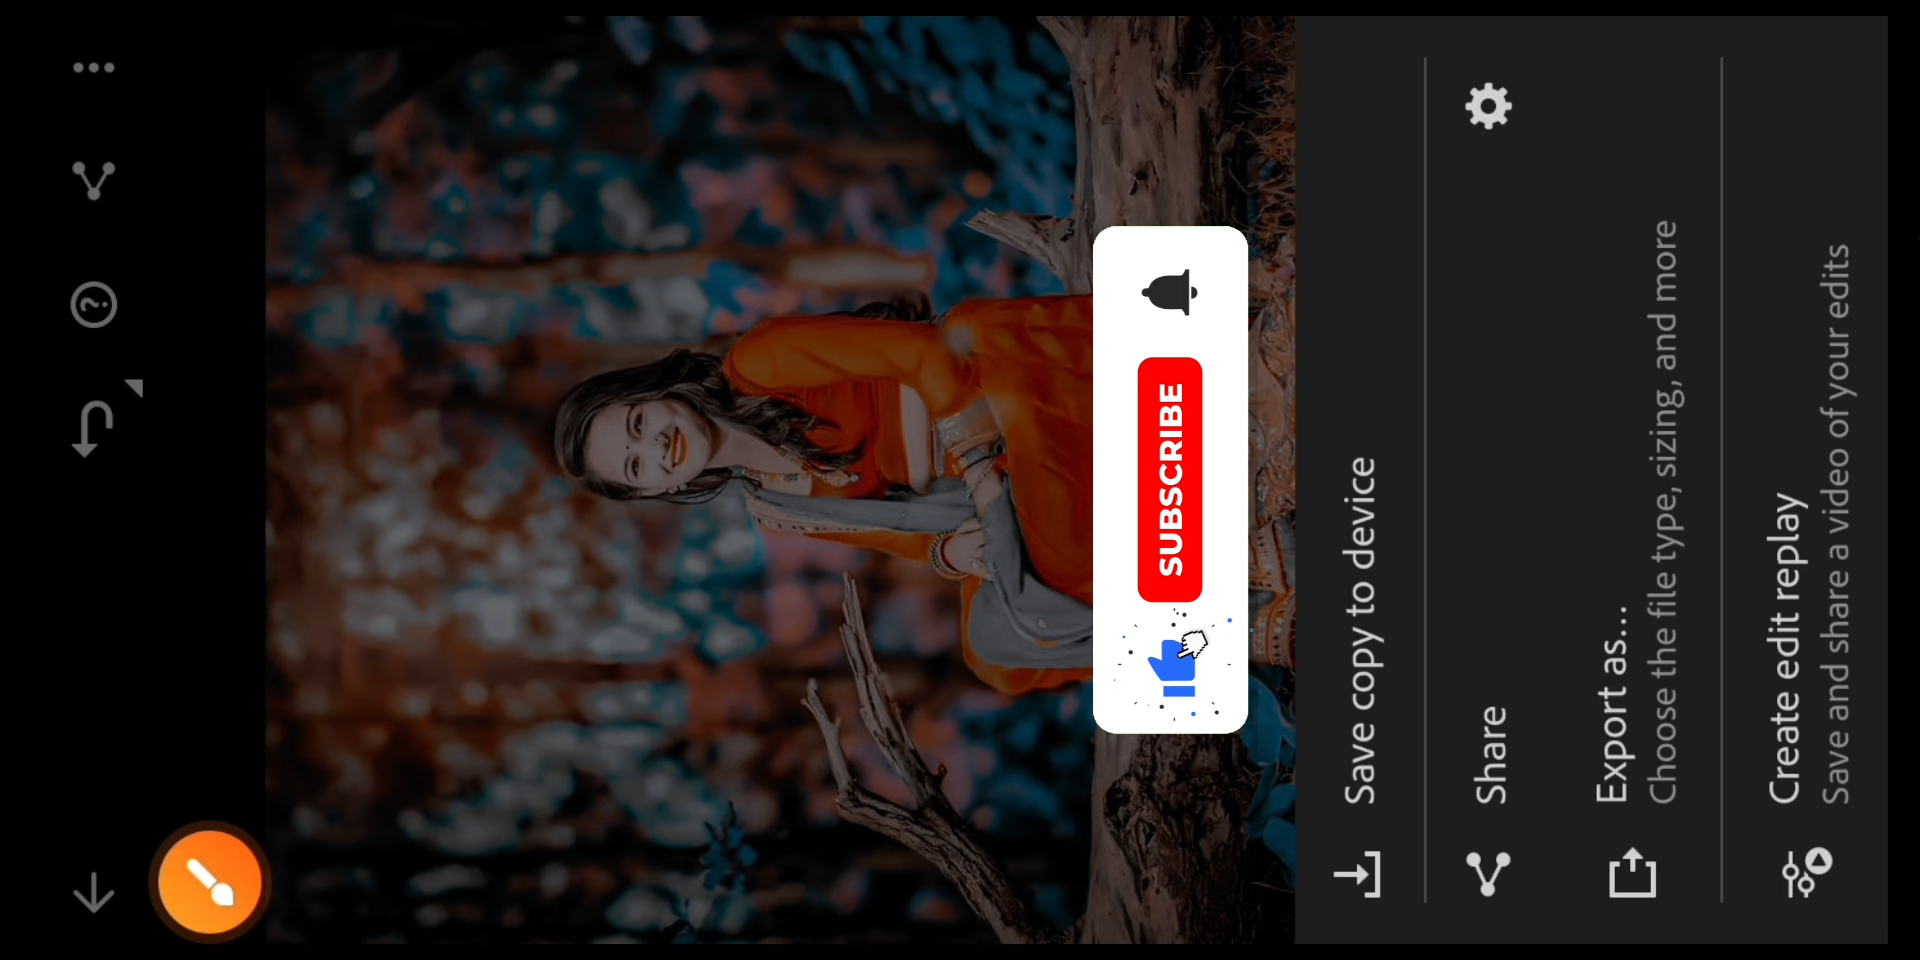 SUBSCRIBE
Save copy to device
Share
Export as...
Choose the file type, sizing, and more
Create edit replay
Save and share a video of your edits